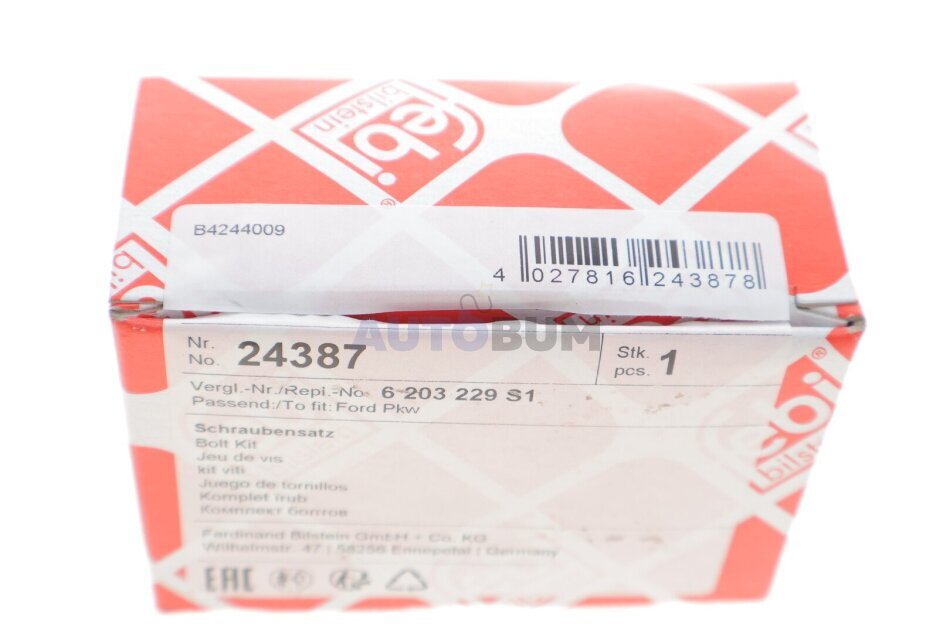 febi
bilstein
®
B4244009
4 027816 243878
AUTOBUM
Nr.
No. 24387
Stk.
pcs. 1
Vergl.-Nr./Repl.-No. 6 203 229 S1
Passend:/To fit: Ford Pkw
Schraubensatz
Bolt Kit
Jeu de vis
kit viti
Juego de tornillos
Komplet śrub
Комплект болтов
Ferdinand Bilstein GmbH + Co. KG
Wilhelmstr. 47 | 58256 Ennepetal | Germany
EAC